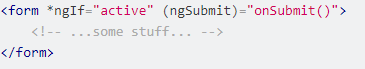 <form *ngIf="active" (ngSubmit)="onSubmit()">
    <!-- ...some stuff... -->
</form>